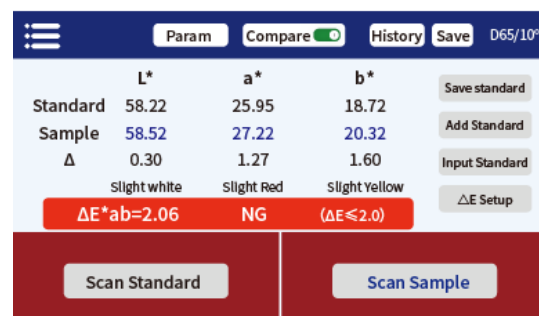 Param Compare History Save D65/10°
L* a* b*
Standard 58.22 25.95 18.72
Sample 58.52 27.22 20.32
Δ 0.30 1.27 1.60
Slight white Slight Red Slight Yellow
ΔE*ab=2.06 NG (ΔE≤2.0)
Save standard
Add Standard
Input Standard
△E Setup
Scan Standard Scan Sample